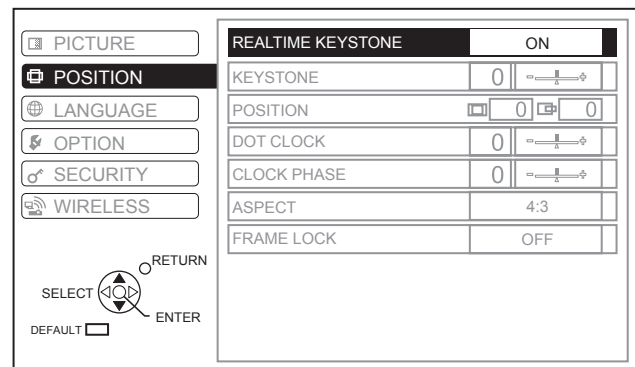 PICTURE
POSITION
LANGUAGE
OPTION
SECURITY
WIRELESS
RETURN
SELECT
ENTER
DEFAULT
REALTIME KEYSTONE ON
KEYSTONE 0 - +
POSITION 0 0
DOT CLOCK 0 - +
CLOCK PHASE 0 - +
ASPECT 4:3
FRAME LOCK OFF